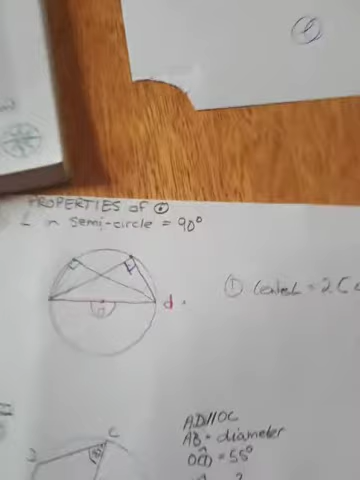 PROPERTIES of ⊙
∠ in semi-circle = 90°
d.
① Central = 2(
C
AD//OC
AB = diameter
OĈD = 55°